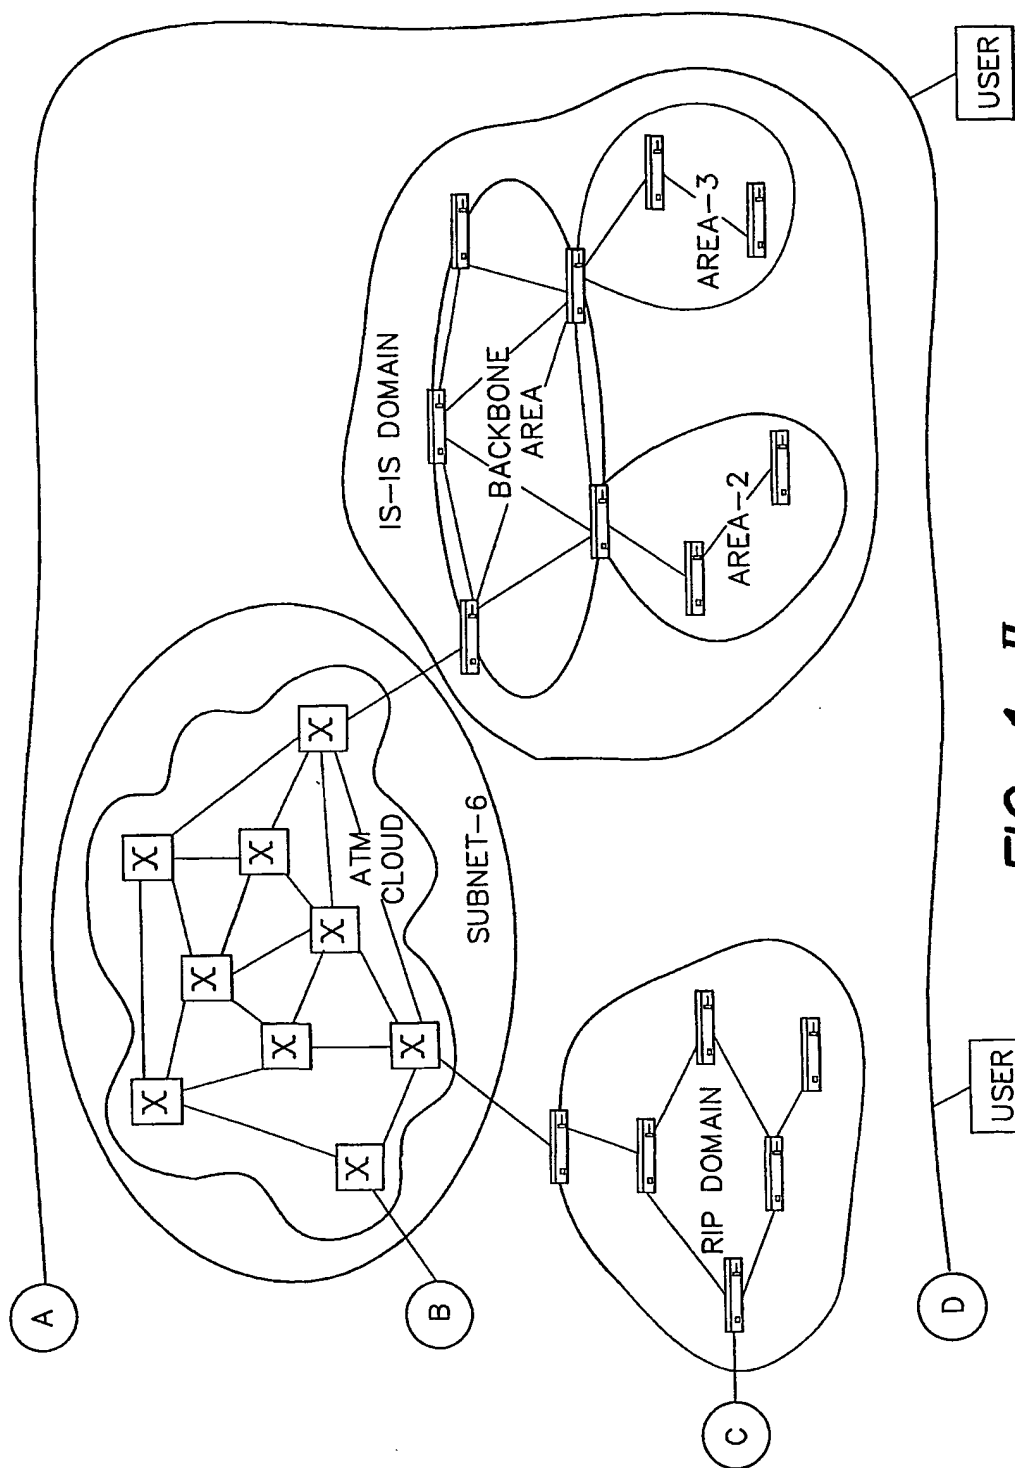 A
ATM
CLOUD
IS-IS DOMAIN
SUBNET-6
B
BACKBONE
AREA
RIP DOMAIN
C
AREA-3
AREA-2
D
USER
USER
FIG. 1 II